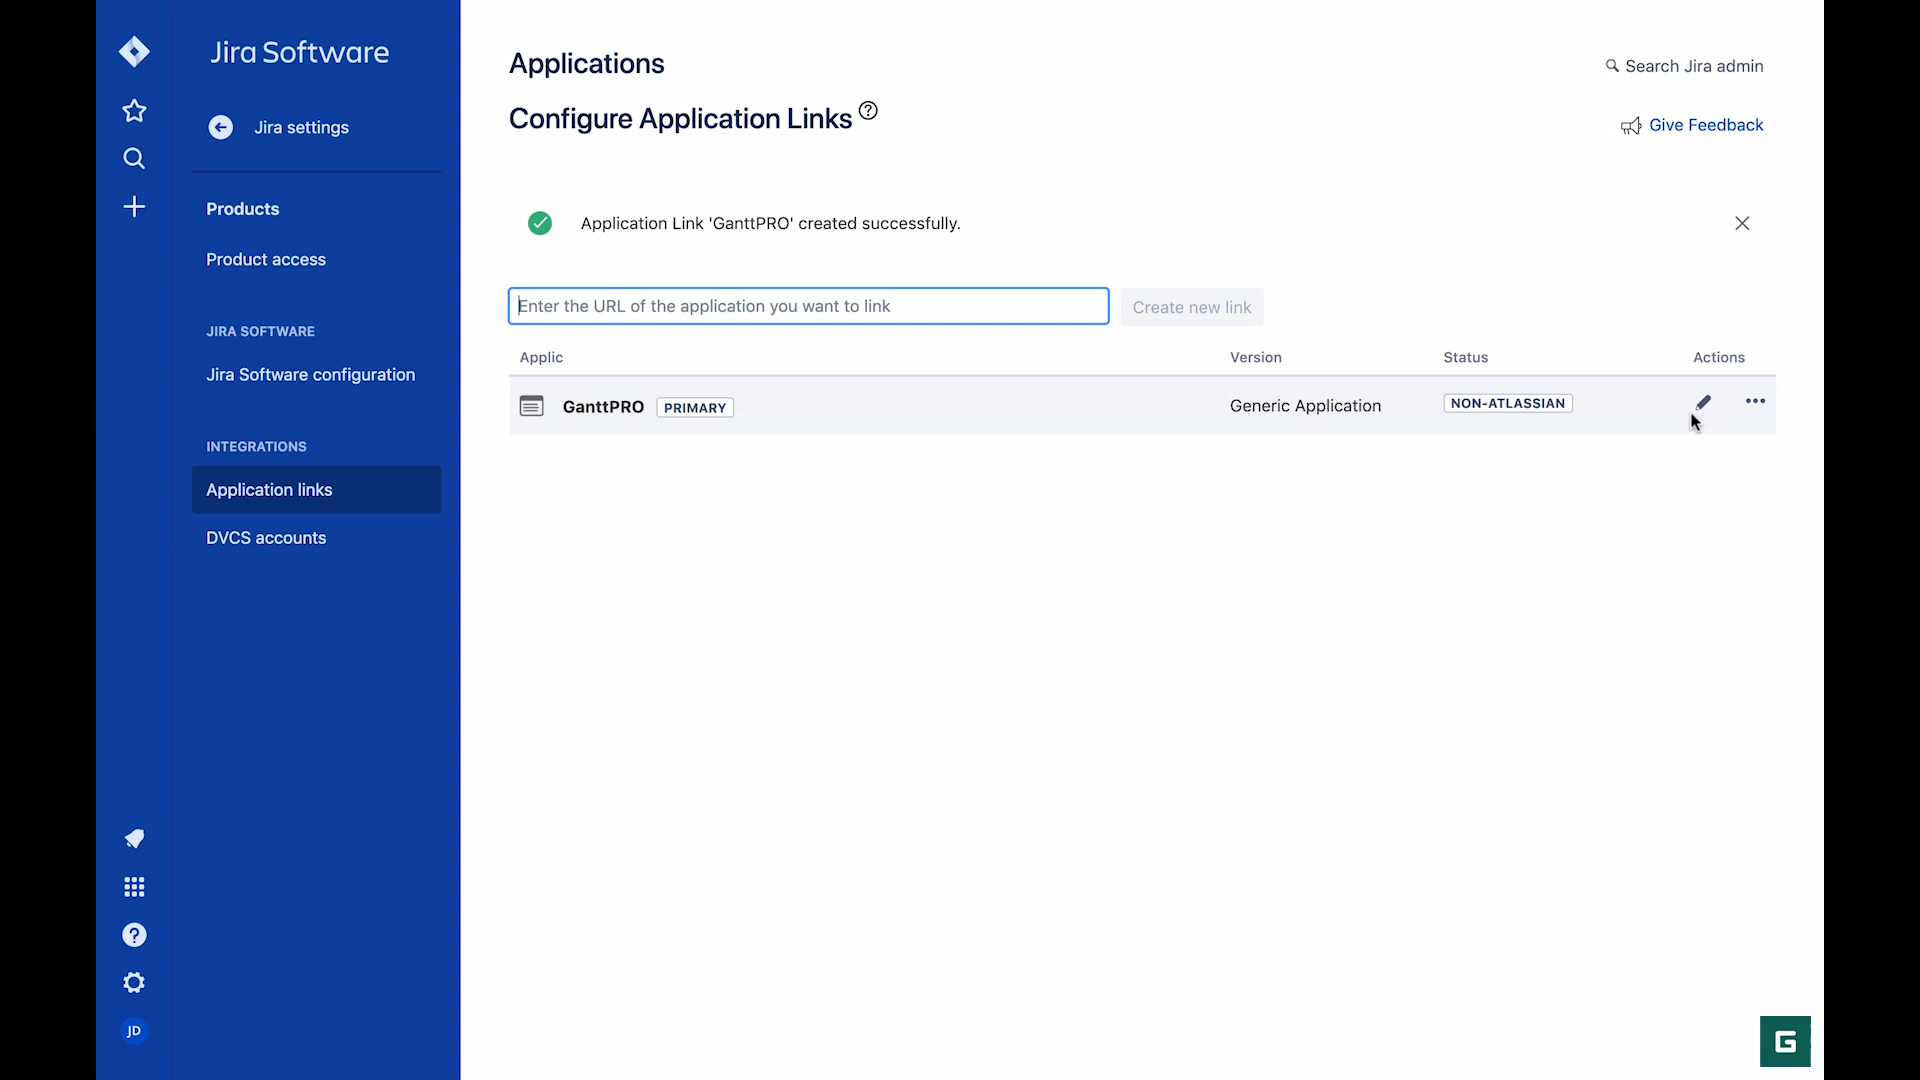 Jira Software
Jira settings
Products
Product access
JIRA SOFTWARE
Jira Software configuration
INTEGRATIONS
Application links
DVCS accounts
JD
Applications
Search Jira admin
Configure Application Links ?
Give Feedback
Application Link 'GanttPRO' created successfully.
Enter the URL of the application you want to link
Create new link
Applic Version Status Actions
GanttPRO PRIMARY Generic Application NON-ATLASSIAN
G